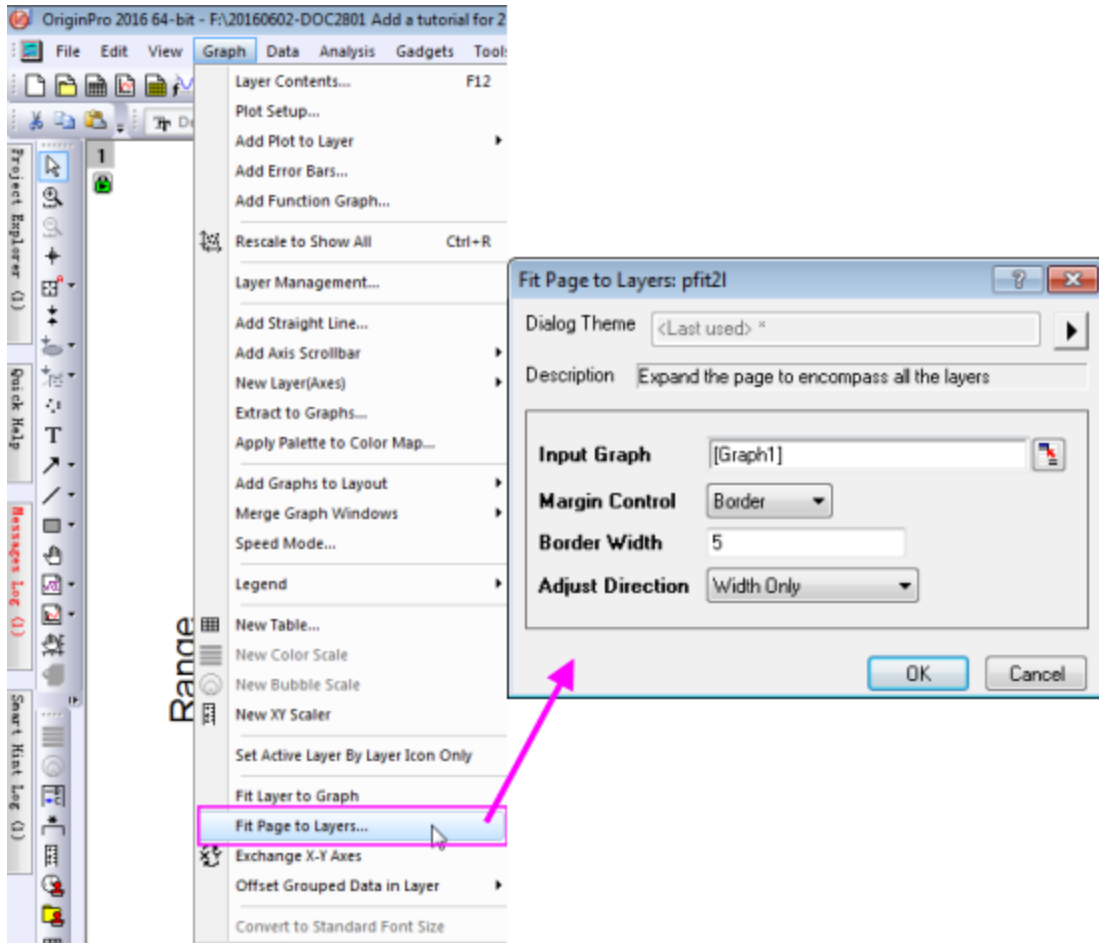 OriginPro 2016 64-bit - F:\20160602-DOC2801 Add a tutorial for 2
File Edit View Graph Data Analysis Gadgets Tools
Layer Contents... F12
Plot Setup...
Add Plot to Layer
Add Error Bars...
Add Function Graph...
Rescale to Show All Ctrl+R
Layer Management...
Add Straight Line...
Add Axis Scrollbar
New Layer(Axes)
Extract to Graphs...
Apply Palette to Color Map...
Add Graphs to Layout
Merge Graph Windows
Speed Mode...
Legend
New Table...
New Color Scale
New Bubble Scale
New XY Scaler
Set Active Layer By Layer Icon Only
Fit Layer to Graph
Fit Page to Layers...
Exchange X-Y Axes
Offset Grouped Data in Layer
Convert to Standard Font Size
Project Explorer (1)
Quick Help
Messages Log (1)
Smart Hint Log (1)
1
T
Range
Fit Page to Layers: pfit2l
Dialog Theme <Last used> *
Description Expand the page to encompass all the layers
Input Graph [Graph1]
Margin Control Border
Border Width 5
Adjust Direction Width Only
OK Cancel